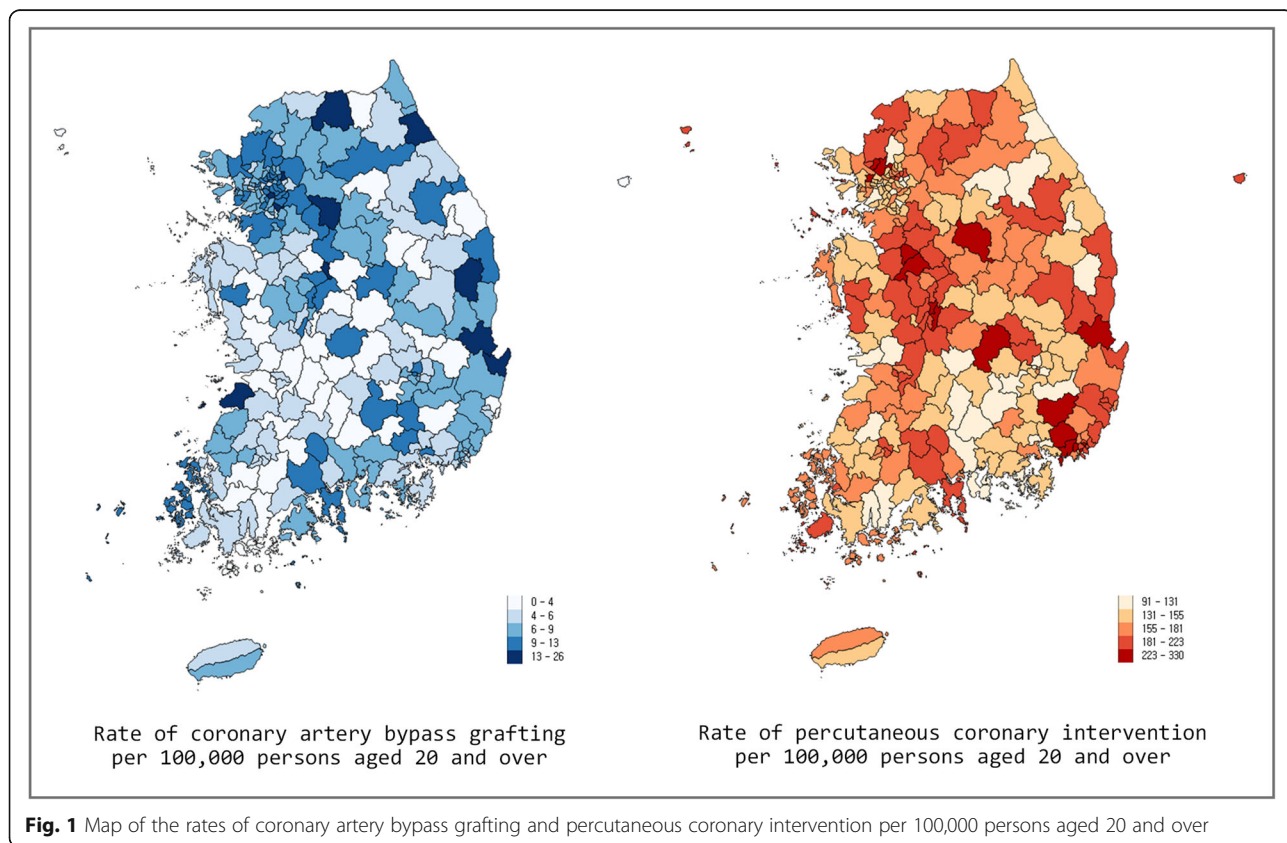 0 - 4
4 - 6
6 - 9
9 - 13
13 - 26
91 - 131
131 - 155
155 - 181
181 - 223
223 - 330
Rate of coronary artery bypass grafting
per 100,000 persons aged 20 and over
Rate of percutaneous coronary intervention
per 100,000 persons aged 20 and over
Fig. 1 Map of the rates of coronary artery bypass grafting and percutaneous coronary intervention per 100,000 persons aged 20 and over